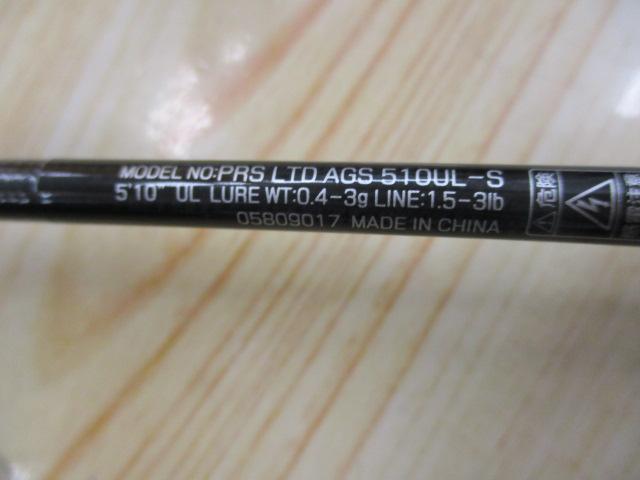 MODEL NO:PRS LTD AGS 510UL-S
5'10" UL LURE WT:0.4-3g LINE:1.5-3lb
05809017 MADE IN CHINA
危険